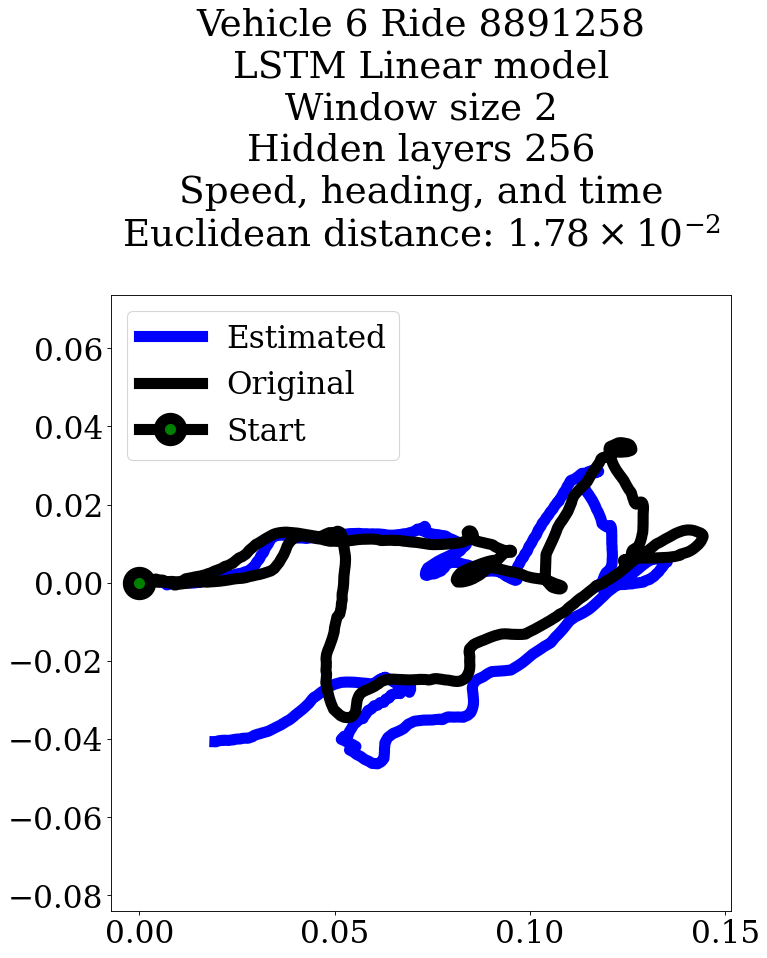 Vehicle 6 Ride 8891258
LSTM Linear model
Window size 2
Hidden layers 256
Speed, heading, and time
Euclidean distance: 1.78 × 10⁻²
Estimated
Original
Start
0.06
0.04
0.02
0.00
−0.02
−0.04
−0.06
−0.08
0.00 0.05 0.10 0.15